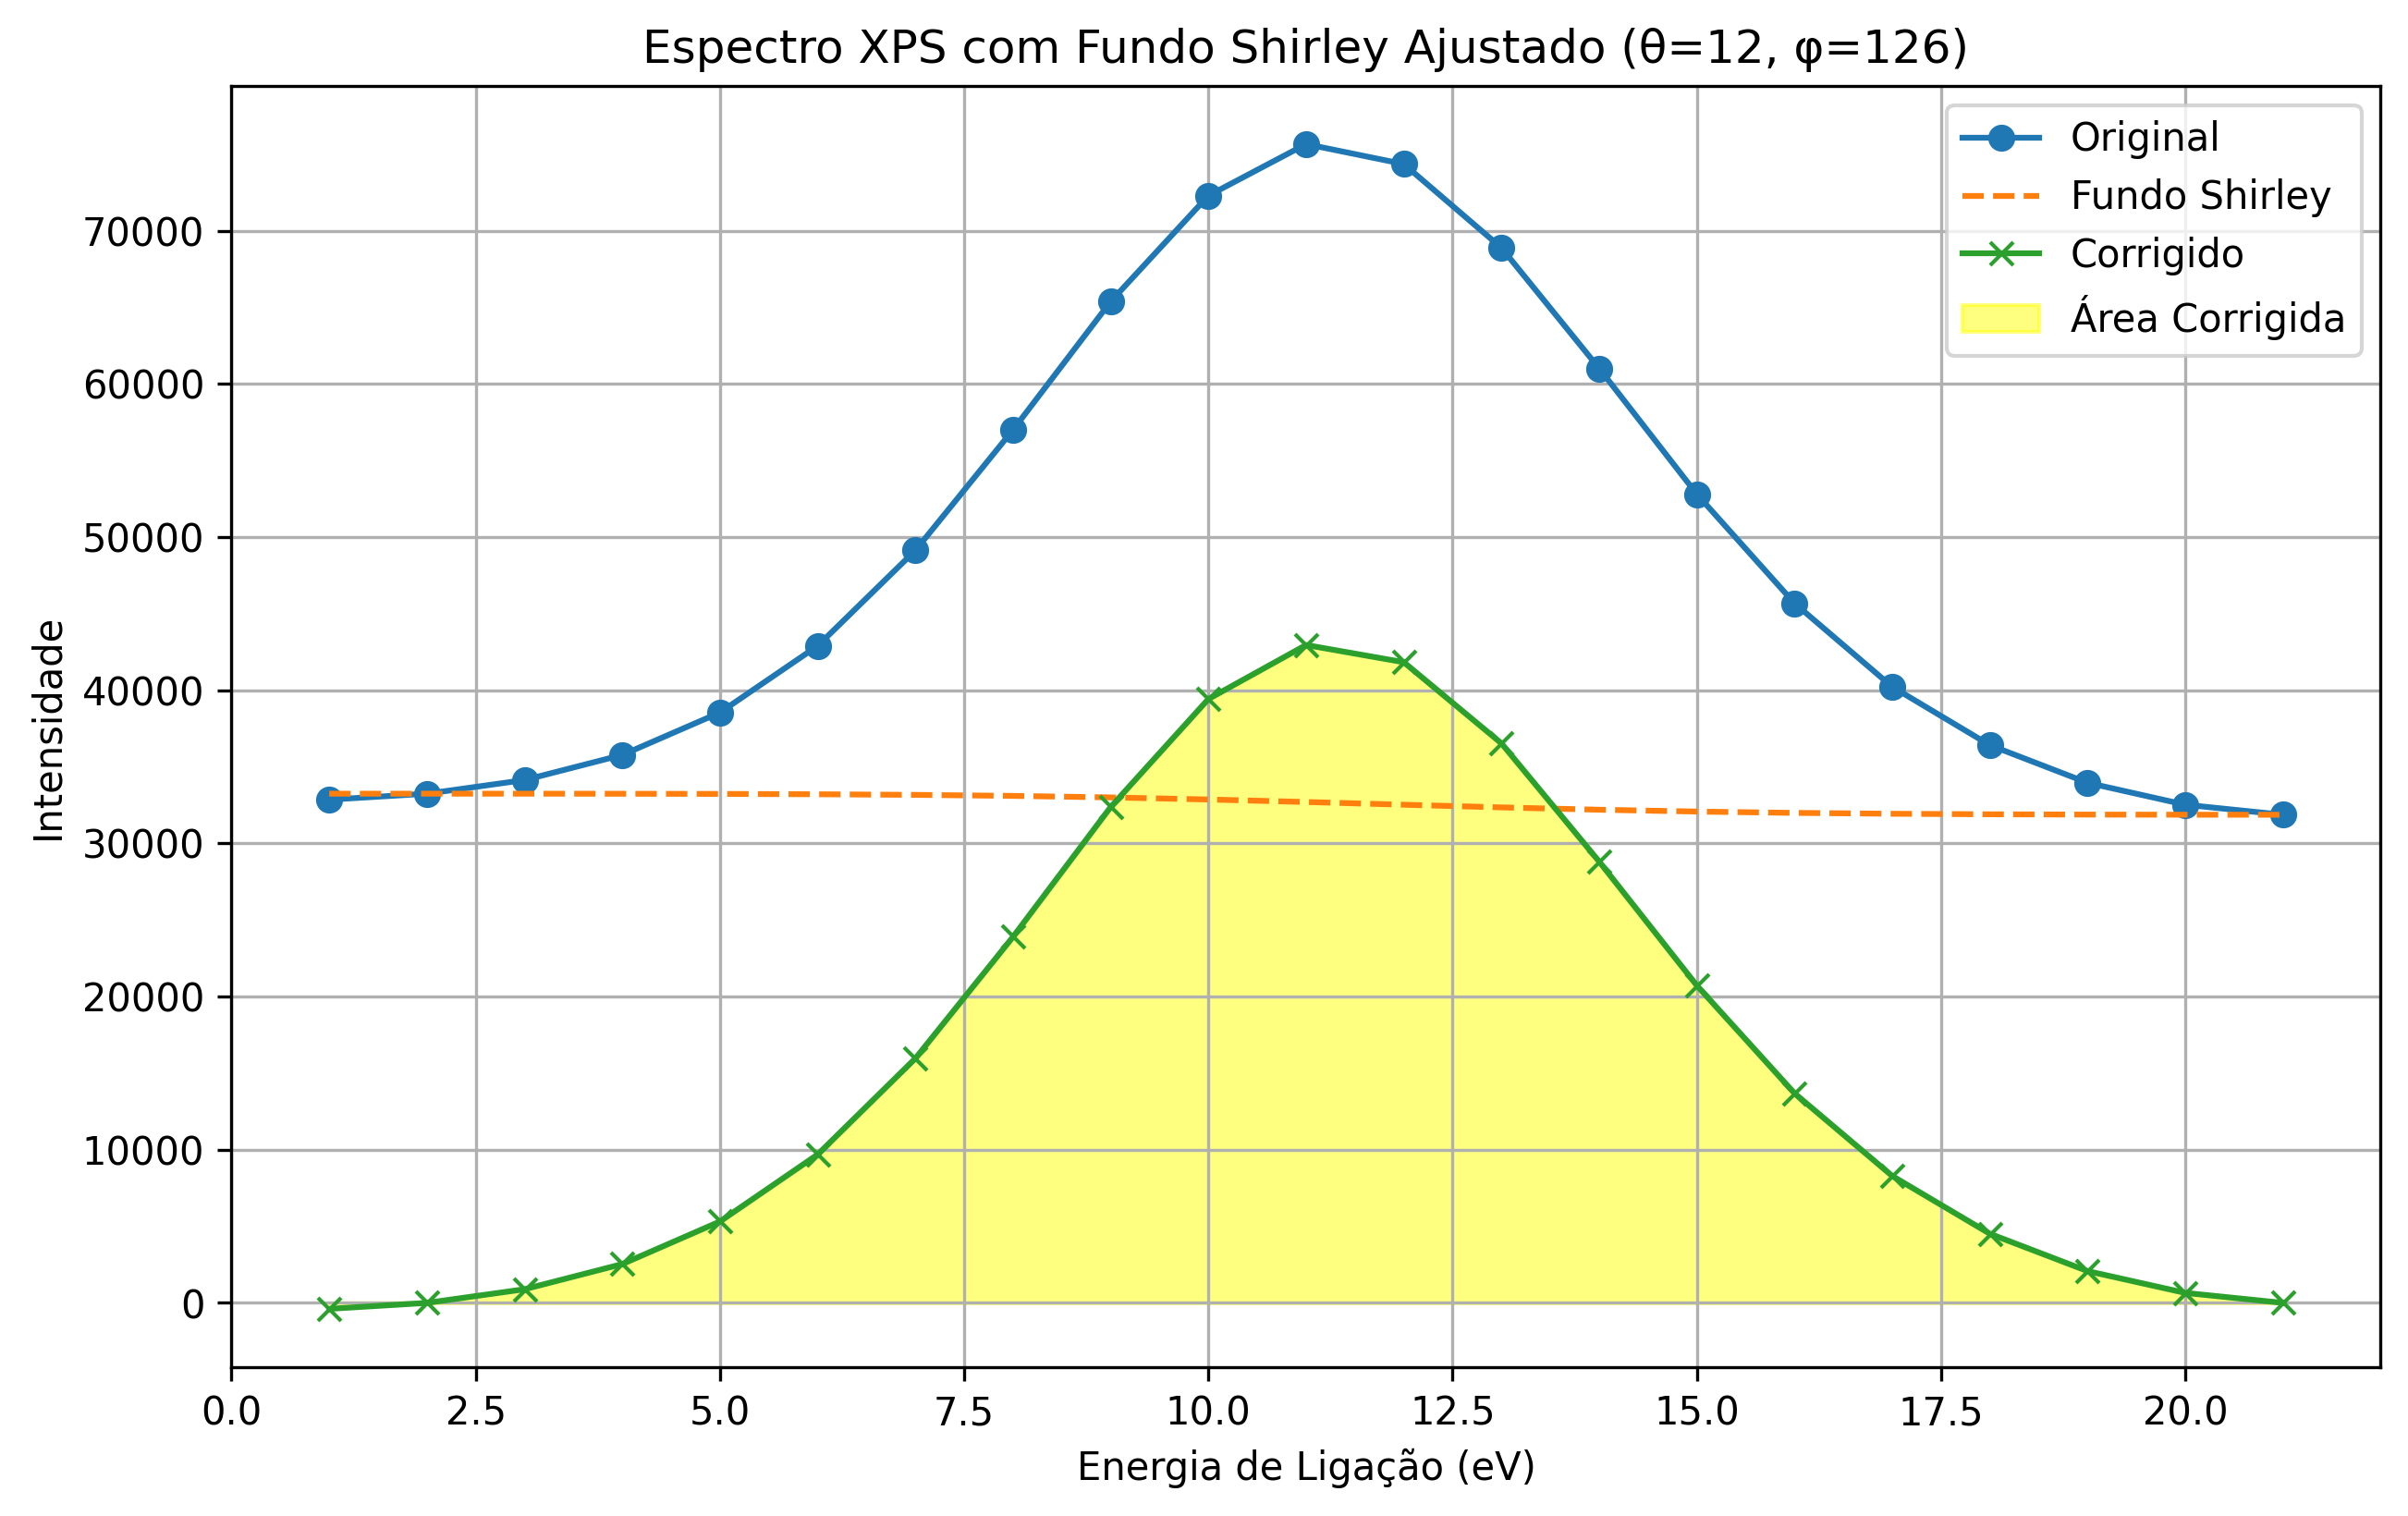 Espectro XPS com Fundo Shirley Ajustado (θ=12, φ=126)
Original
Fundo Shirley
Corrigido
Área Corrigida
Intensidade
70000
60000
50000
40000
30000
20000
10000
0
0.0 2.5 5.0 7.5 10.0 12.5 15.0 17.5 20.0
Energia de Ligação (eV)